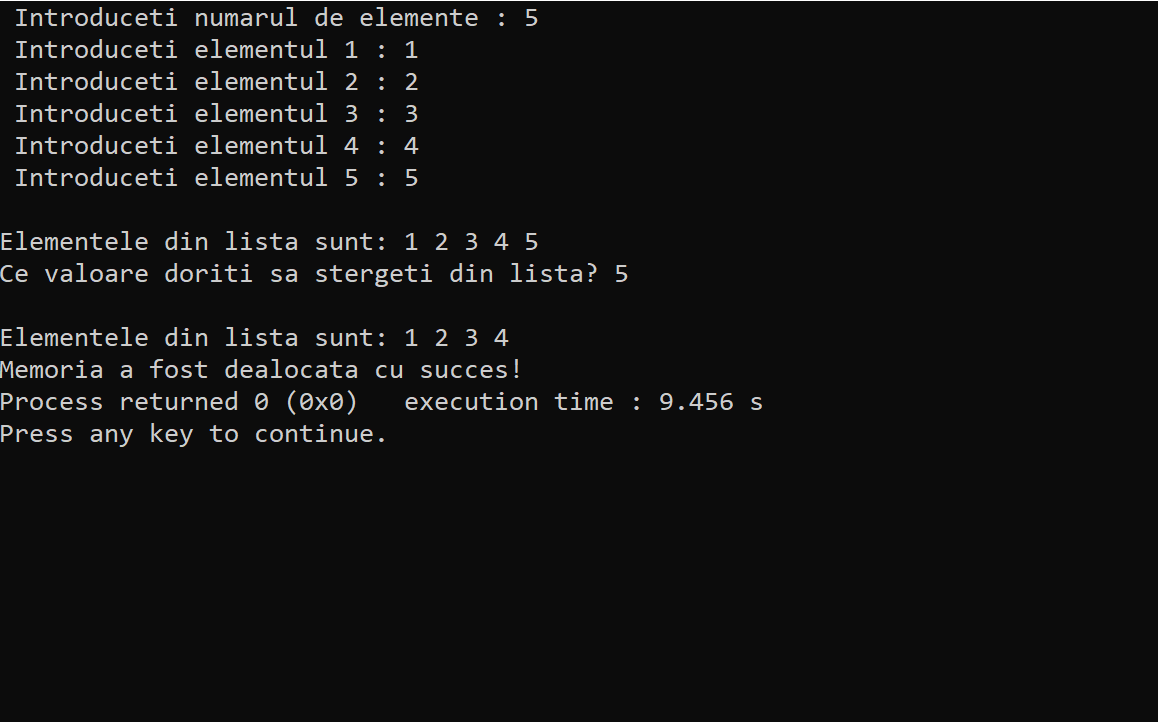 Introduceti numarul de elemente : 5
Introduceti elementul 1 : 1
Introduceti elementul 2 : 2
Introduceti elementul 3 : 3
Introduceti elementul 4 : 4
Introduceti elementul 5 : 5
Elementele din lista sunt: 1 2 3 4 5
Ce valoare doriti sa stergeti din lista? 5
Elementele din lista sunt: 1 2 3 4
Memoria a fost dealocata cu succes!
Process returned 0 (0x0)   execution time : 9.456 s
Press any key to continue.